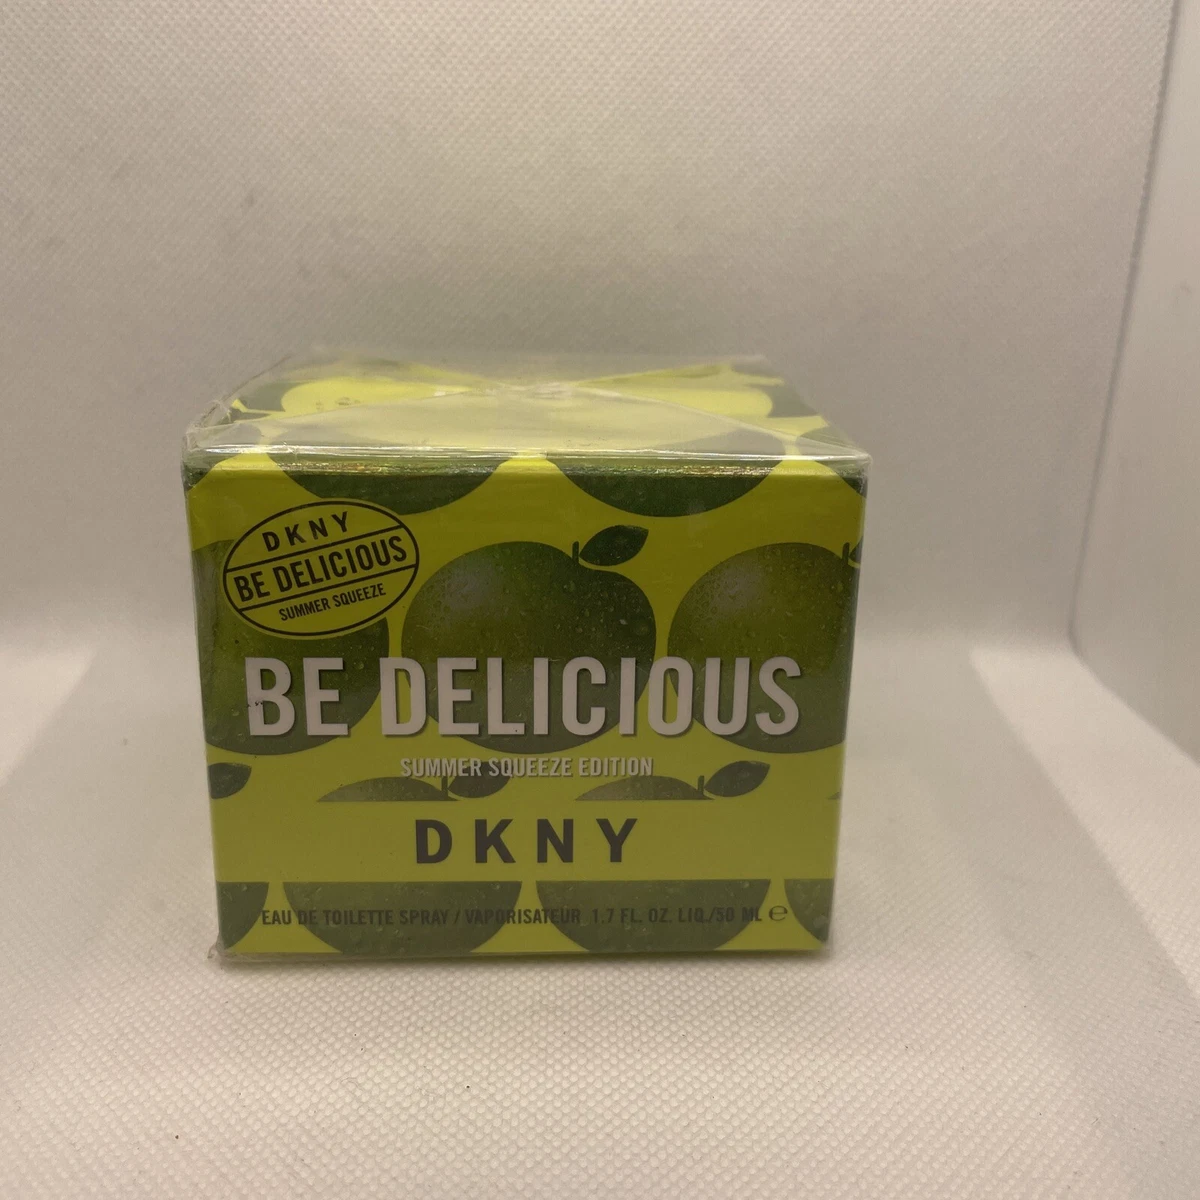 DKNY
BE DELICIOUS
SUMMER SQUEEZE
BE DELICIOUS
SUMMER SQUEEZE EDITION
DKNY
EAU DE TOILETTE SPRAY / VAPORISATEUR 1.7 FL. OZ. LIQ./50 ML ℮